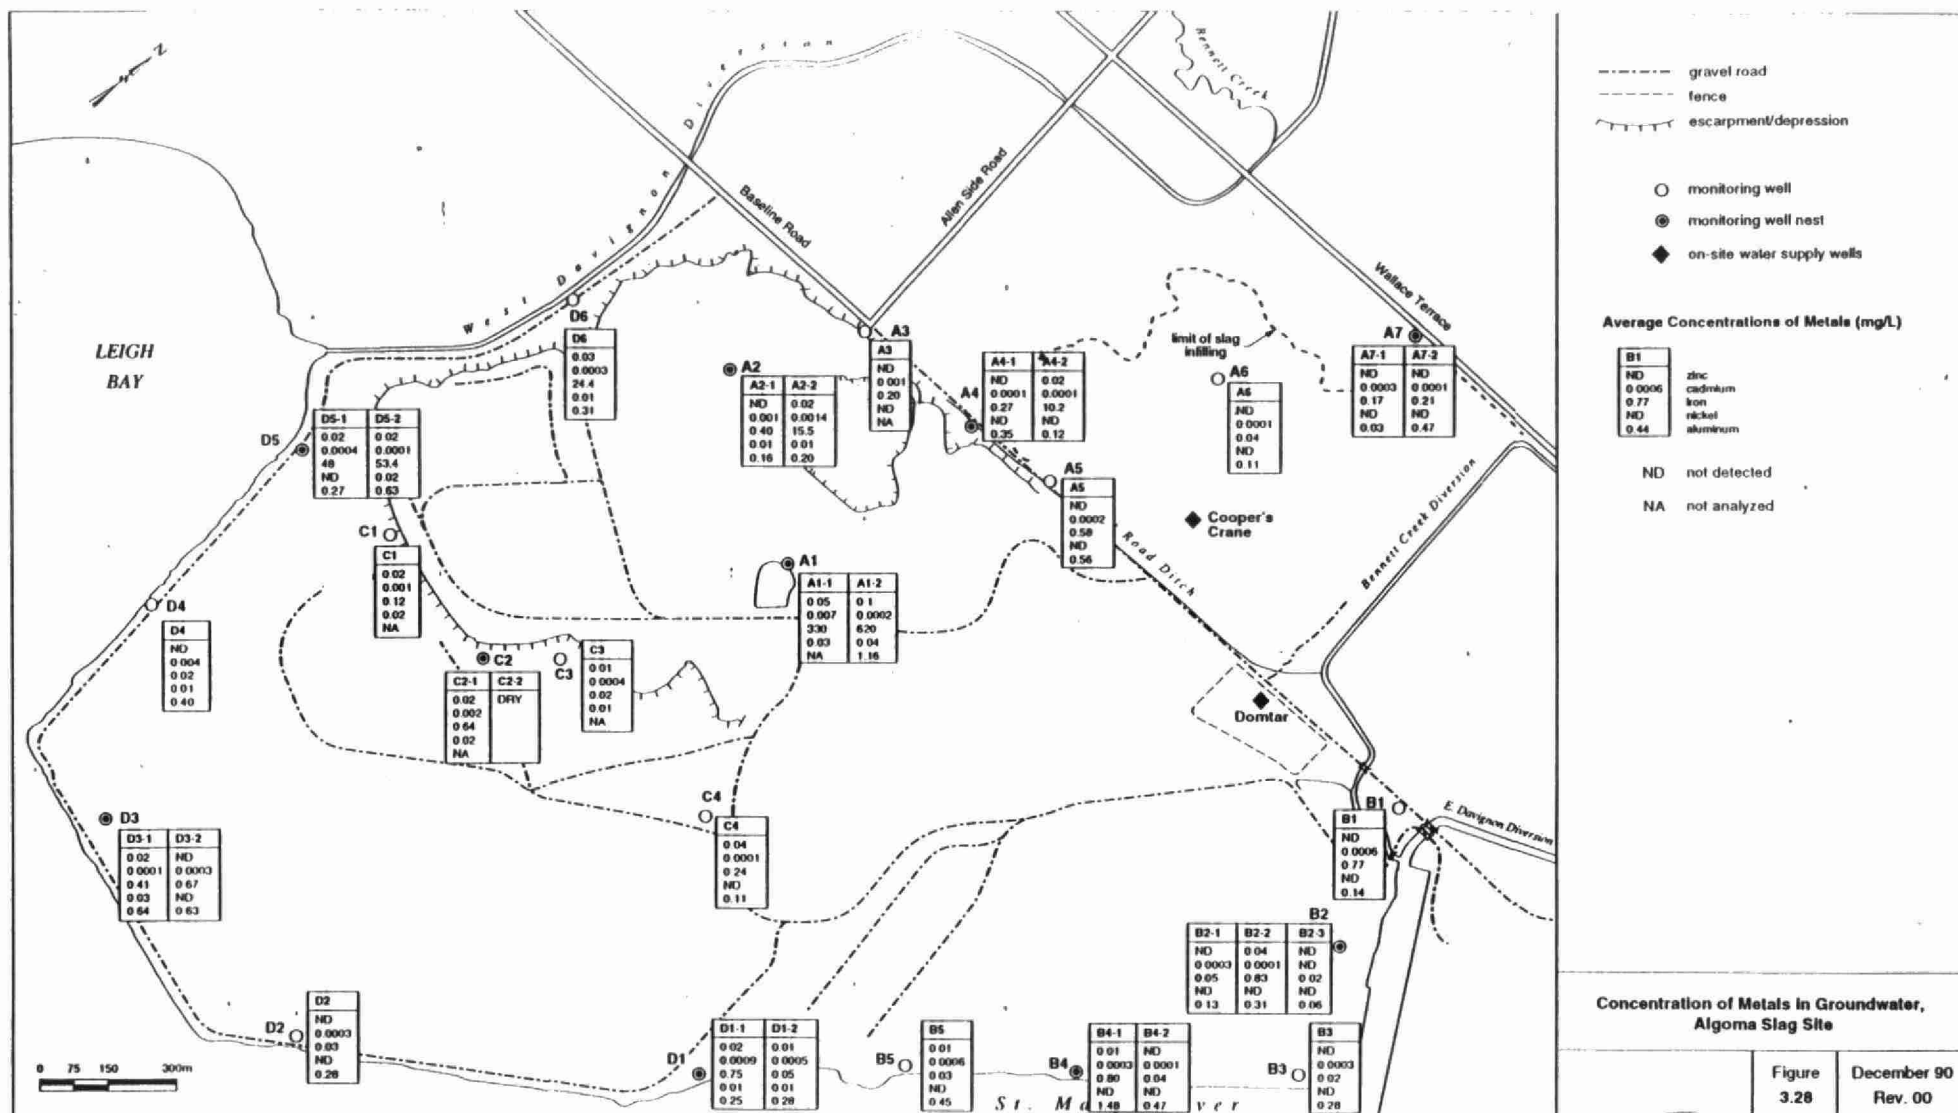 N
LEIGH
BAY
West Davignon Diversion
Baseline Road
Allen Side Road
Bennett Creek
Wallace Terrace
limit of slag
infilling
Bennett Creek Diversion
Road Ditch
Cooper's
Crane
Domtar
E. Davignon Diversion
D6
D6
0.03
0.0003
24.4
0.01
0.31
A2
A2-1 A2-2
ND 0.02
0.001 0.0014
0.40 15.5
0.01 0.01
0.16 0.20
A3
A3
ND
0.001
0.20
ND
NA
A4
A4-1 A4-2
ND 0.02
0.0001 0.0001
0.27 10.2
ND ND
0.35 0.12
A6
A6
ND
0.0001
0.04
ND
0.11
A7
A7-1 A7-2
ND ND
0.0003 0.0001
0.17 0.21
ND ND
0.03 0.47
D5
D5-1 D5-2
0.02 0.02
0.0004 0.0001
48 53.4
ND 0.02
0.27 0.63
A5
A5
ND
0.0002
0.58
ND
0.56
C1
C1
0.02
0.001
0.12
0.02
NA
A1
A1-1 A1-2
0.05 0.1
0.007 0.0002
330 620
0.03 0.04
NA 1.16
D4
D4
ND
0.004
0.02
0.01
0.40
C2
C2-1 C2-2
0.02 DRY
0.002
0.64
0.02
NA
C3
C3
0.01
0.0004
0.02
0.01
NA
C4
C4
0.04
0.0001
0.24
ND
0.11
D3
D3-1 D3-2
0.02 ND
0.0001 0.0003
0.41 0.67
0.03 ND
0.64 0.63
B1
B1
ND
0.0006
0.77
ND
0.14
B2
B2-1 B2-2 B2-3
ND 0.04 ND
0.0003 0.0001 ND
0.05 0.83 0.02
ND ND ND
0.13 0.31 0.06
D2
D2
ND
0.0003
0.03
ND
0.28
D1
D1-1 D1-2
0.02 0.01
0.0009 0.0005
0.75 0.05
0.01 0.01
0.25 0.28
B5
B5
0.01
0.0006
0.03
ND
0.45
B4
B4-1 B4-2
0.01 ND
0.0003 0.0001
0.80 0.04
ND ND
1.48 0.47
B3
B3
ND
0.0003
0.02
ND
0.28
St. Ma ver
0 75 150 300m
gravel road
fence
escarpment/depression
monitoring well
monitoring well nest
on-site water supply wells
Average Concentrations of Metals (mg/L)
B1
ND zinc
0.0006 cadmium
0.77 iron
ND nickel
0.44 aluminum
ND not detected
NA not analyzed
Concentration of Metals in Groundwater,
Algoma Slag Site
Figure
3.28
December 90
Rev. 00